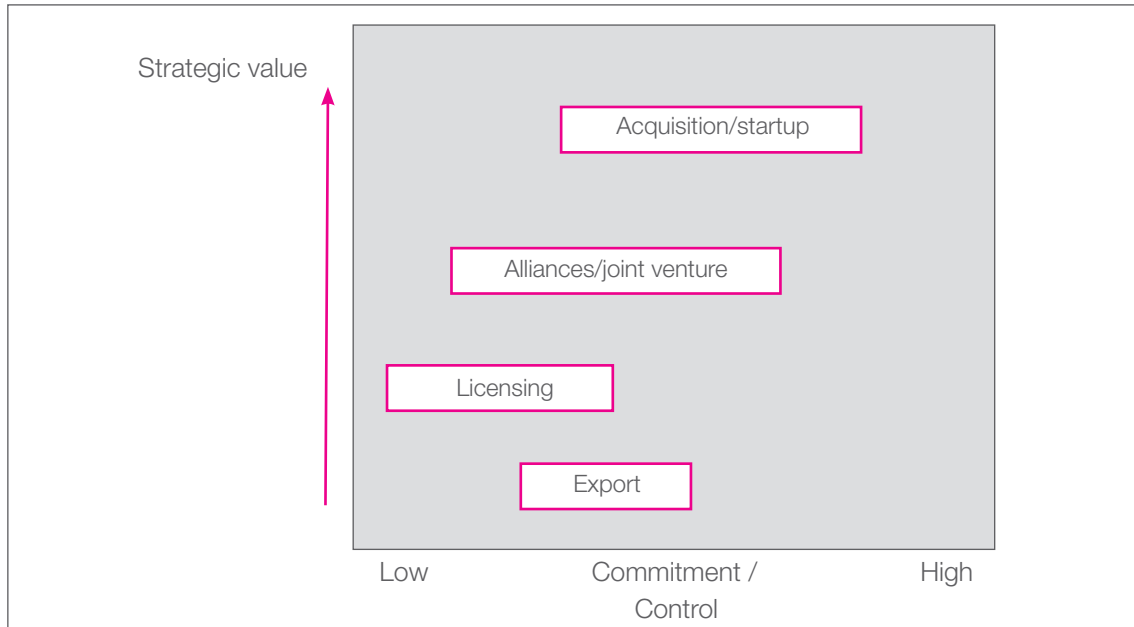 Strategic value
Acquisition/startup
Alliances/joint venture
Licensing
Export
Low
Commitment /
Control
High